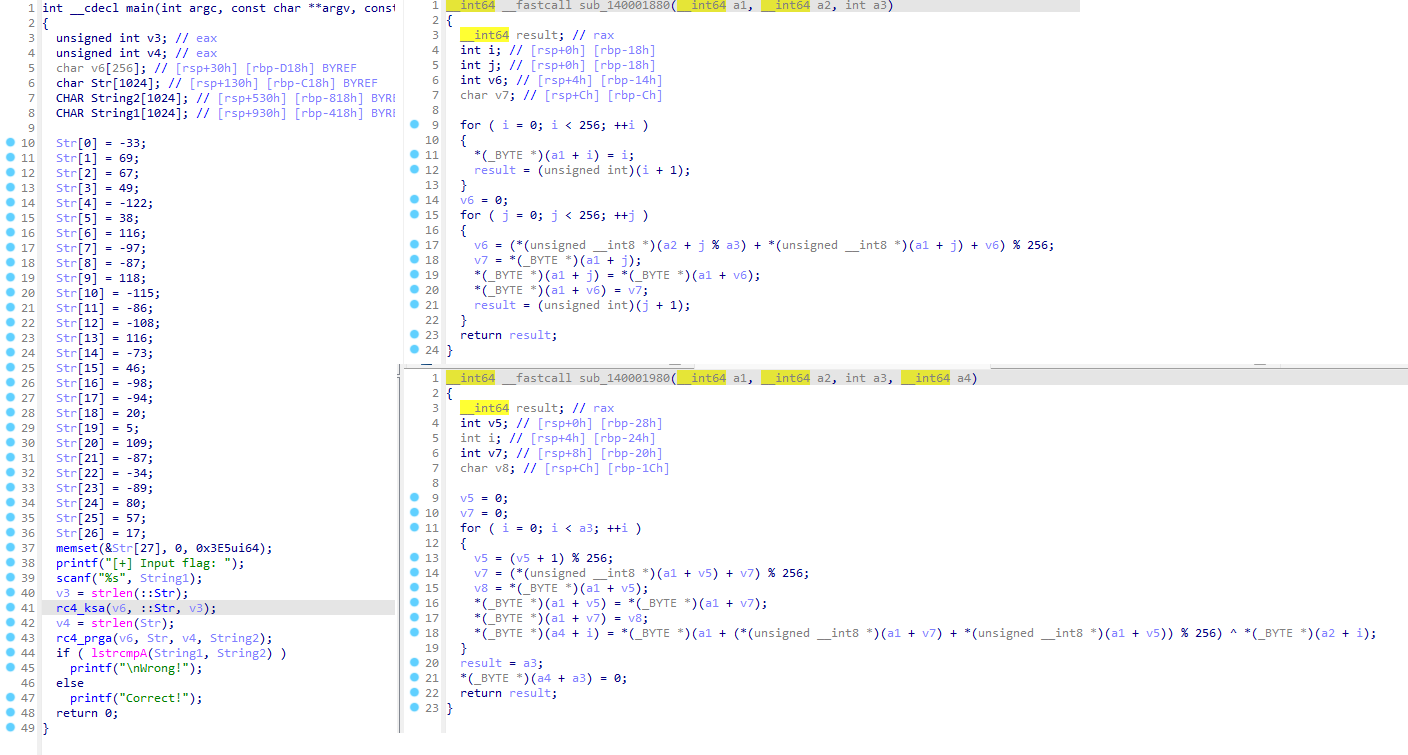 1 int __cdecl main(int argc, const char **argv, const
2 {
3 unsigned int v3; // eax
4 unsigned int v4; // eax
5 char v6[256]; // [rsp+30h] [rbp-D18h] BYREF
6 char Str[1024]; // [rsp+130h] [rbp-C18h] BYREF
7 CHAR String2[1024]; // [rsp+530h] [rbp-818h] BYRE
8 CHAR String1[1024]; // [rsp+930h] [rbp-418h] BYRE
9
10 Str[0] = -33;
11 Str[1] = 69;
12 Str[2] = 67;
13 Str[3] = 49;
14 Str[4] = -122;
15 Str[5] = 38;
16 Str[6] = 116;
17 Str[7] = -97;
18 Str[8] = -87;
19 Str[9] = 118;
20 Str[10] = -115;
21 Str[11] = -86;
22 Str[12] = -108;
23 Str[13] = 116;
24 Str[14] = -73;
25 Str[15] = 46;
26 Str[16] = -98;
27 Str[17] = -94;
28 Str[18] = 20;
29 Str[19] = 5;
30 Str[20] = 109;
31 Str[21] = -87;
32 Str[22] = -34;
33 Str[23] = -89;
34 Str[24] = 80;
35 Str[25] = 57;
36 Str[26] = 17;
37 memset(&Str[27], 0, 0x3E5ui64);
38 printf("[+] Input flag: ");
39 scanf("%s", String1);
40 v3 = strlen(::Str);
41 rc4_ksa(v6, ::Str, v3);
42 v4 = strlen(Str);
43 rc4_prga(v6, Str, v4, String2);
44 if ( lstrcmpA(String1, String2) )
45 printf("\nWrong!");
46 else
47 printf("Correct!");
48 return 0;
49 }
1 __int64 __fastcall sub_140001880(__int64 a1, __int64 a2, int a3)
2 {
3 __int64 result; // rax
4 int i; // [rsp+0h] [rbp-18h]
5 int j; // [rsp+0h] [rbp-18h]
6 int v6; // [rsp+4h] [rbp-14h]
7 char v7; // [rsp+Ch] [rbp-Ch]
8
9 for ( i = 0; i < 256; ++i )
10 {
11 *(_BYTE *)(a1 + i) = i;
12 result = (unsigned int)(i + 1);
13 }
14 v6 = 0;
15 for ( j = 0; j < 256; ++j )
16 {
17 v6 = (*(unsigned __int8 *)(a2 + j % a3) + *(unsigned __int8 *)(a1 + j) + v6) % 256;
18 v7 = *(_BYTE *)(a1 + j);
19 *(_BYTE *)(a1 + j) = *(_BYTE *)(a1 + v6);
20 *(_BYTE *)(a1 + v6) = v7;
21 result = (unsigned int)(j + 1);
22 }
23 return result;
24 }
1 __int64 __fastcall sub_140001980(__int64 a1, __int64 a2, int a3, __int64 a4)
2 {
3 __int64 result; // rax
4 int v5; // [rsp+0h] [rbp-28h]
5 int i; // [rsp+4h] [rbp-24h]
6 int v7; // [rsp+8h] [rbp-20h]
7 char v8; // [rsp+Ch] [rbp-1Ch]
8
9 v5 = 0;
10 v7 = 0;
11 for ( i = 0; i < a3; ++i )
12 {
13 v5 = (v5 + 1) % 256;
14 v7 = (*(unsigned __int8 *)(a1 + v5) + v7) % 256;
15 v8 = *(_BYTE *)(a1 + v5);
16 *(_BYTE *)(a1 + v5) = *(_BYTE *)(a1 + v7);
17 *(_BYTE *)(a1 + v7) = v8;
18 *(_BYTE *)(a4 + i) = *(_BYTE *)(a1 + (*(unsigned __int8 *)(a1 + v7) + *(unsigned __int8 *)(a1 + v5)) % 256) ^ *(_BYTE *)(a2 + i);
19 }
20 result = a3;
21 *(_BYTE *)(a4 + a3) = 0;
22 return result;
23 }